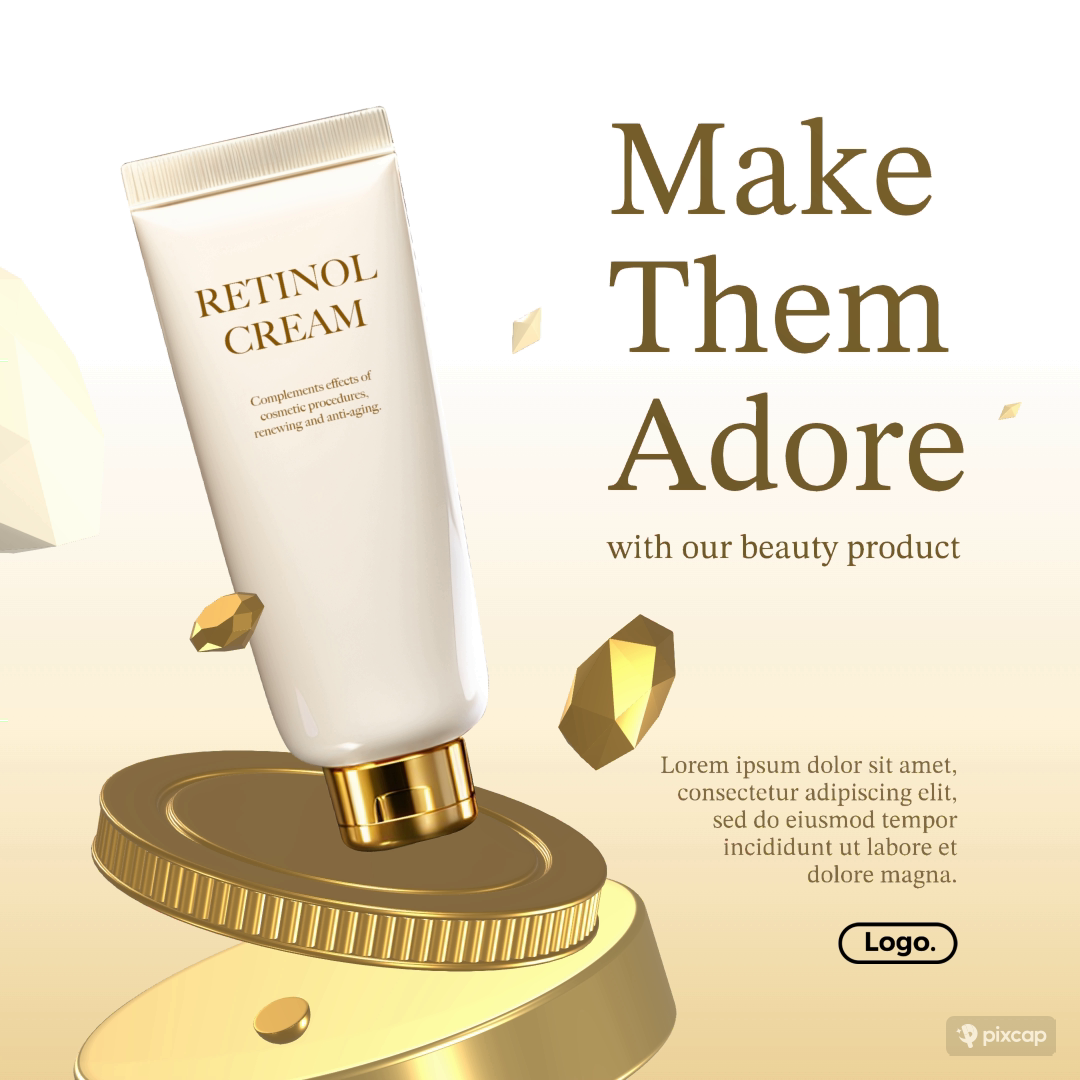 RETINOL
CREAM
Complements effects of
cosmetic procedures,
renewing and anti-aging.
Make
Them
Adore
with our beauty product
Lorem ipsum dolor sit amet,
consectetur adipiscing elit,
sed do eiusmod tempor
incididunt ut labore et
dolore magna.
Logo.
pixcap